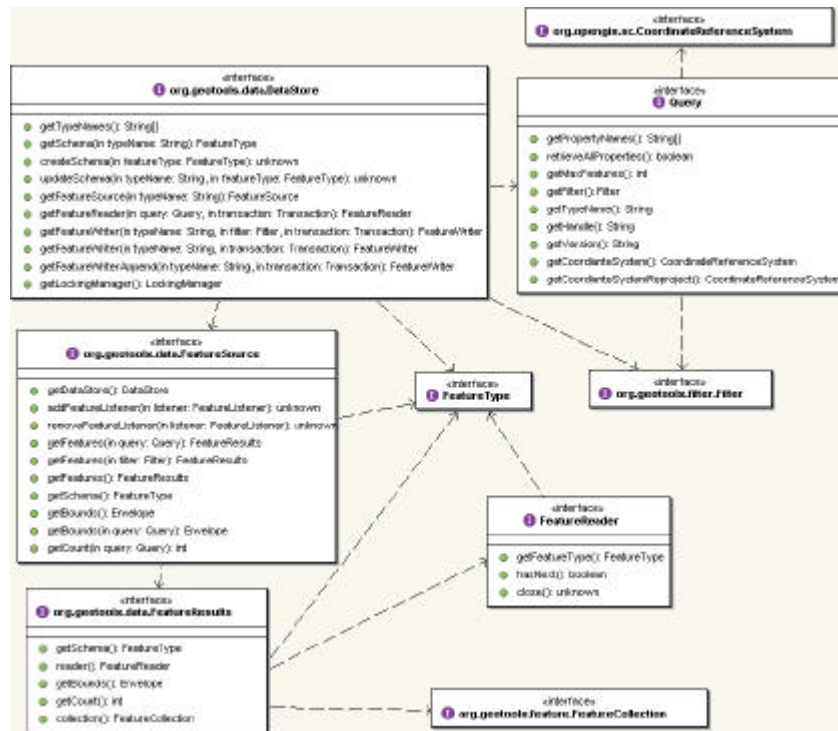 «interface»
org.opengis.sc.CoordinateReferenceSystem
«interface»
org.geotools.data.DataStore
getTypeNames(): String[]
getSchema(in typeName: String): FeatureType
createSchema(in featureType: FeatureType): unknown
updateSchema(in typeName: String, in featureType: FeatureType): unknown
getFeatureSource(in typeName: String): FeatureSource
getFeatureReader(in query: Query, in transaction: Transaction): FeatureReader
getFeatureWriter(in typeName: String, in filter: Filter, in transaction: Transaction): FeatureWriter
getFeatureWriter(in typeName: String, in transaction: Transaction): FeatureWriter
getFeatureWriterAppend(in typeName: String, in transaction: Transaction): FeatureWriter
getLockingManager(): LockingManager
«interface»
Query
getPropertyNames(): String[]
retrieveAllProperties(): boolean
getMaxFeatures(): int
getFilter(): Filter
getTypeName(): String
getHandle(): String
getVersion(): String
getCoordianteSystem(): CoordinateReferenceSystem
getCoordianteSystemReproject(): CoordinateReferenceSystem
«interface»
org.geotools.data.FeatureSource
getDataStore(): DataStore
addFeatureListener(in listener: FeatureListener): unknown
removeFeatureListener(in listener: FeatureListener): unknown
getFeatures(in query: Query): FeatureResults
getFeatures(in filter: Filter): FeatureResults
getFeatures(): FeatureResults
getSchema(): FeatureType
getBounds(): Envelope
getBounds(in query: Query): Envelope
getCount(in query: Query): int
«interface»
FeatureType
«interface»
org.geotools.filter.Filter
«interface»
FeatureReader
getFeatureType(): FeatureType
hasNext(): boolean
close(): unknown
«interface»
org.geotools.data.FeatureResults
getSchema(): FeatureType
reader(): FeatureReader
getBounds(): Envelope
getCount(): int
collection(): FeatureCollection
«interface»
org.geotools.feature.FeatureCollection